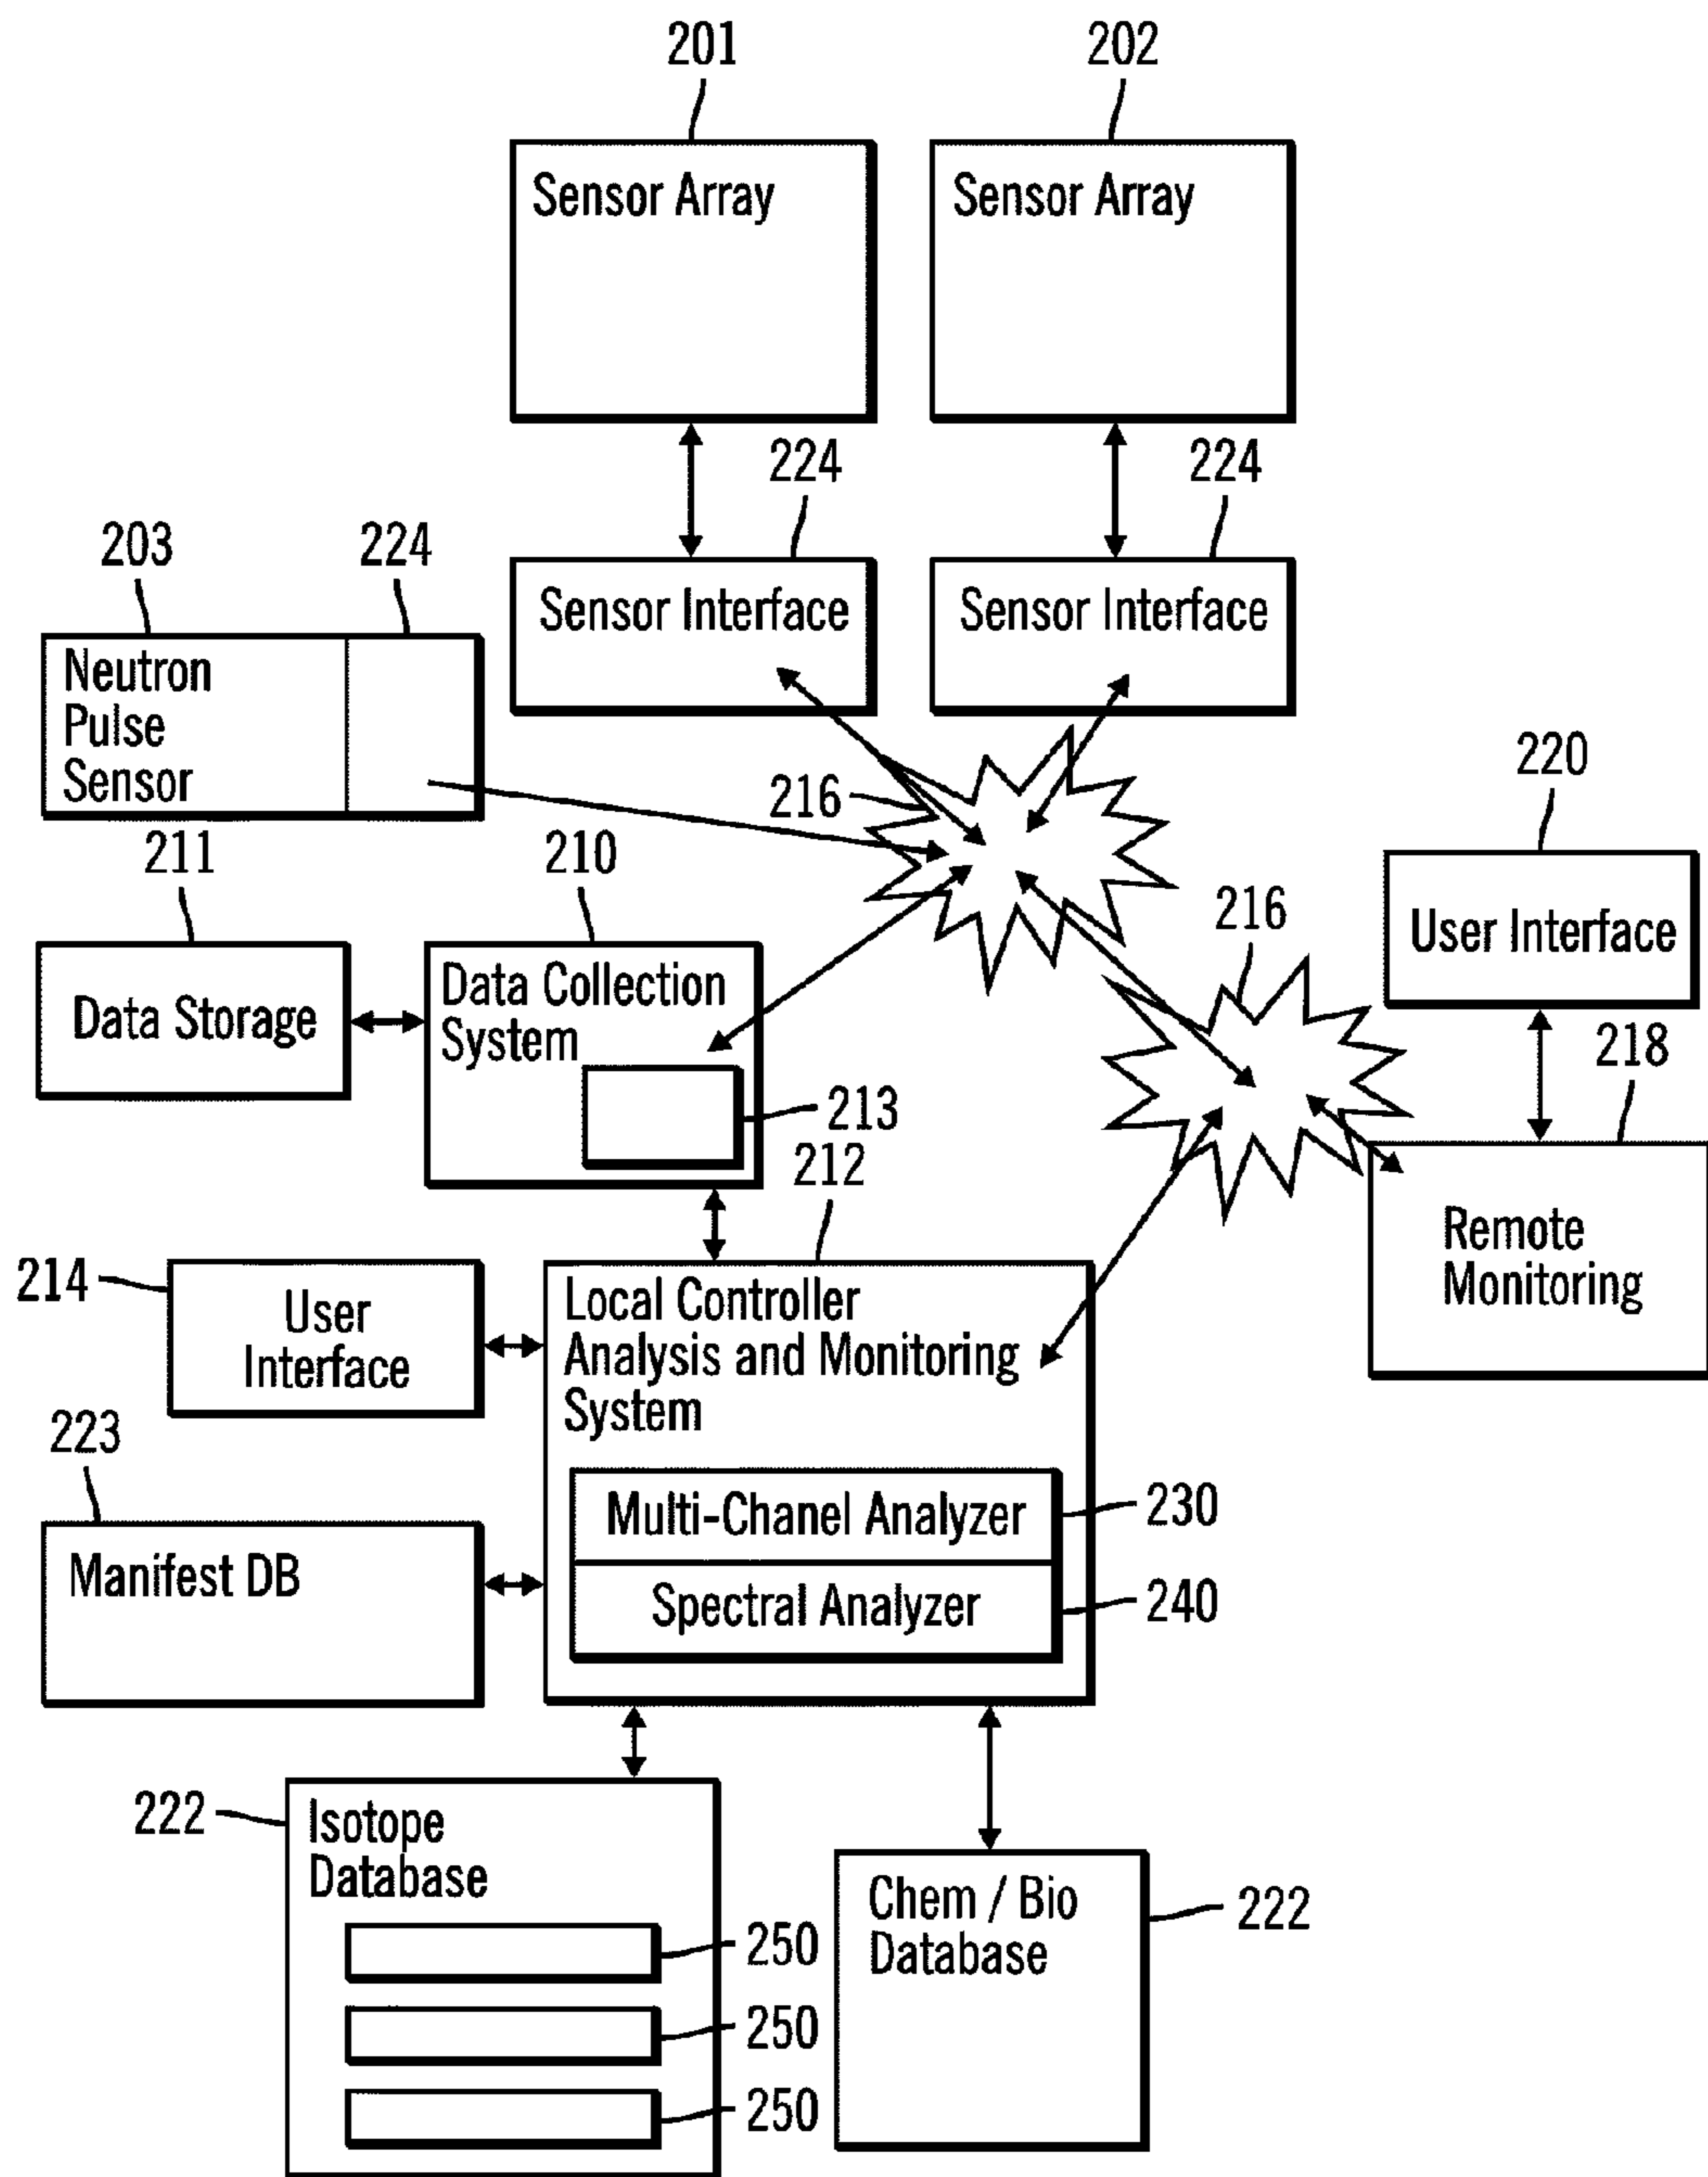 201
202
Sensor Array
Sensor Array
224
224
203
224
Sensor Interface
Sensor Interface
Neutron
Pulse
Sensor
216
220
211
210
216
User Interface
Data Storage
Data Collection
System
218
213
212
Remote
Monitoring
214
User
Interface
Local Controller
Analysis and Monitoring
System
223
Multi-Chanel Analyzer
230
Manifest DB
Spectral Analyzer
240
222
Isotope
Database
Chem / Bio
Database
222
250
250
250